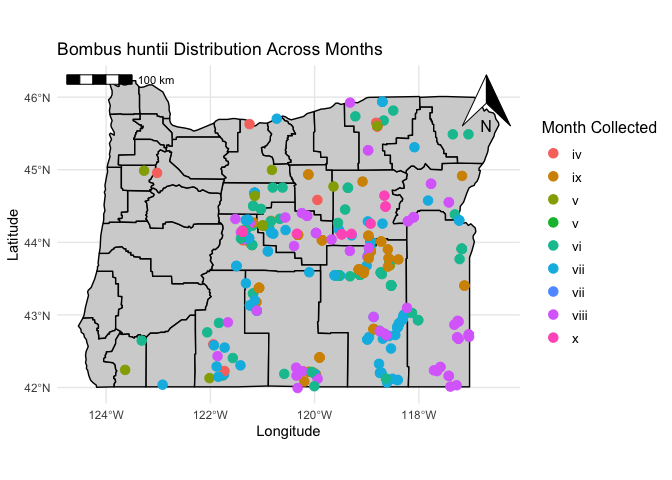 Bombus huntii Distribution Across Months
100 km
N
46°N
45°N
44°N
43°N
42°N
Latitude
124°W 122°W 120°W 118°W
Longitude
Month Collected
iv
ix
v
v
vi
vii
vii
viii
x